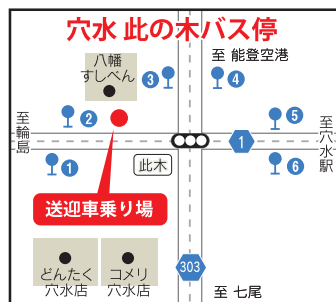 穴水 此の木バス停
八幡
すしべん
至 能登空港
3
4
至輪島
2
5
至穴水駅
1
1
6
此木
送迎車乗り場
303
どんたく
穴水店
コメリ
穴水店
至 七尾